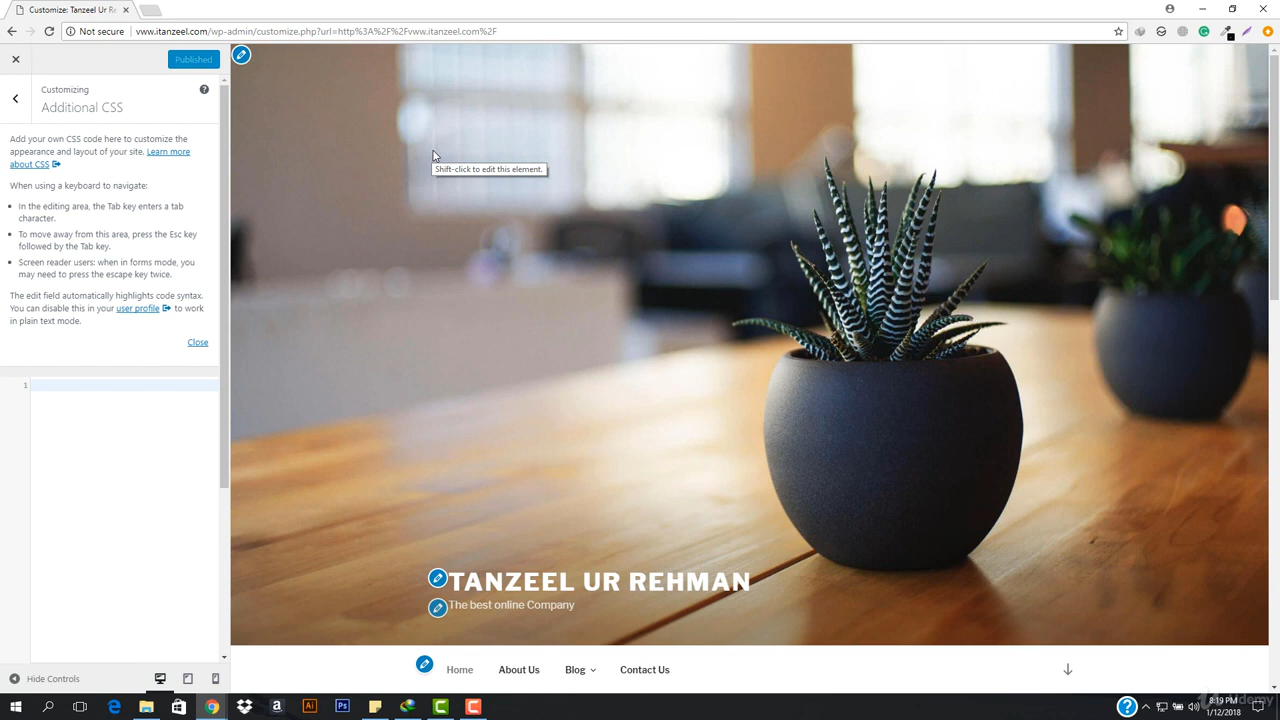 Customize: Tanzeel Ur Re
Not secure
www.itanzeel.com/wp-admin/customize.php?url=http%3A%2F%2Fwww.itanzeel.com%2F
Published
Customizing
Additional CSS
Add your own CSS code here to customize the
appearance and layout of your site. Learn more
about CSS
When using a keyboard to navigate:
In the editing area, the Tab key enters a tab
character.
To move away from this area, press the Esc key
followed by the Tab key.
Screen reader users: when in forms mode, you
may need to press the escape key twice.
The edit field automatically highlights code syntax.
You can disable this in your user profile to work
in plain text mode.
Close
1
Shift-click to edit this element.
TANZEEL UR REHMAN
The best online Company
Home
About Us
Blog
Contact Us
Hide Controls
8:19 PM
1/12/2018
Udemy